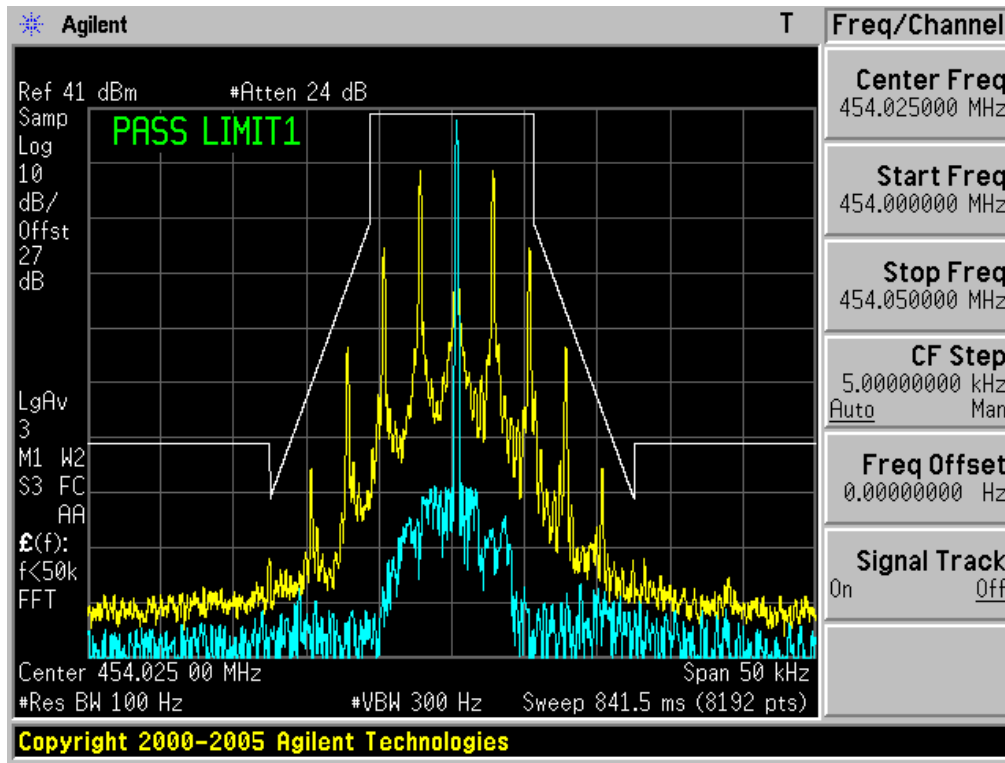 Agilent T Freq/Channel
Ref 41 dBm #Atten 24 dB
Samp
Log
10
dB/
Offst
27
dB
PASS LIMIT1
LgAv
3
M1 W2
S3 FC
AA
£(f):
f<50k
FFT
Center 454.025 00 MHz Span 50 kHz
#Res BW 100 Hz #VBW 300 Hz Sweep 841.5 ms (8192 pts)
Copyright 2000-2005 Agilent Technologies
Center Freq
454.025000 MHz
Start Freq
454.000000 MHz
Stop Freq
454.050000 MHz
CF Step
5.00000000 kHz
Auto Man
Freq Offset
0.00000000 Hz
Signal Track
On Off